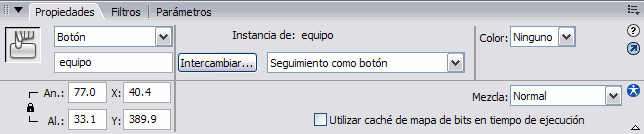 Propiedades Filtros Parámetros
Botón Instancia de: equipo Color: Ninguno
equipo Intercambiar... Seguimiento como botón
An.: 77.0 X: 40.4 Mezcla: Normal
Al.: 33.1 Y: 389.9 Utilizar caché de mapa de bits en tiempo de ejecución